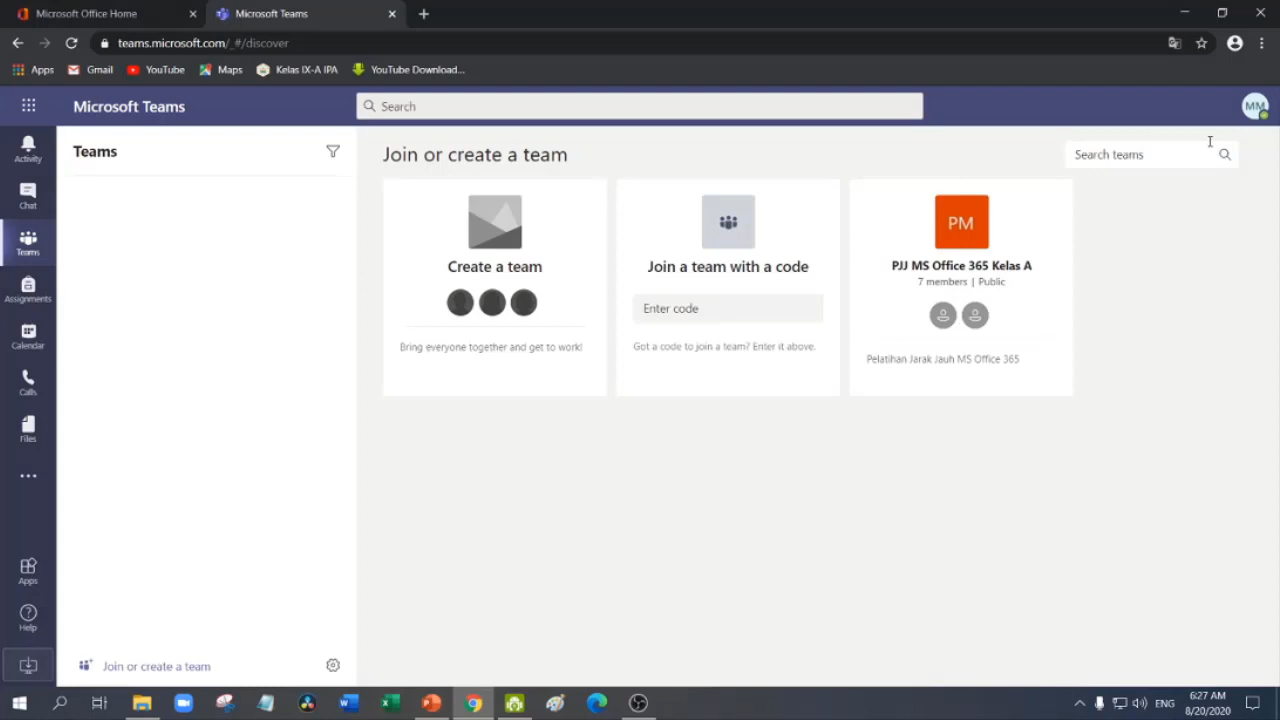 Microsoft Office Home
Microsoft Teams
teams.microsoft.com/_#/discover
Apps
Gmail
YouTube
Maps
Kelas IX-A IPA
YouTube Download...
Microsoft Teams
Search
MM
Activity
Chat
Teams
Assignments
Calendar
Calls
Files
Apps
Help
Teams
Join or create a team
Join or create a team
Search teams
Create a team
Bring everyone together and get to work!
Join a team with a code
Enter code
Got a code to join a team? Enter it above.
PM
PJJ MS Office 365 Kelas A
7 members | Public
Pelatihan Jarak Jauh MS Office 365
ENG
6:27 AM
8/20/2020